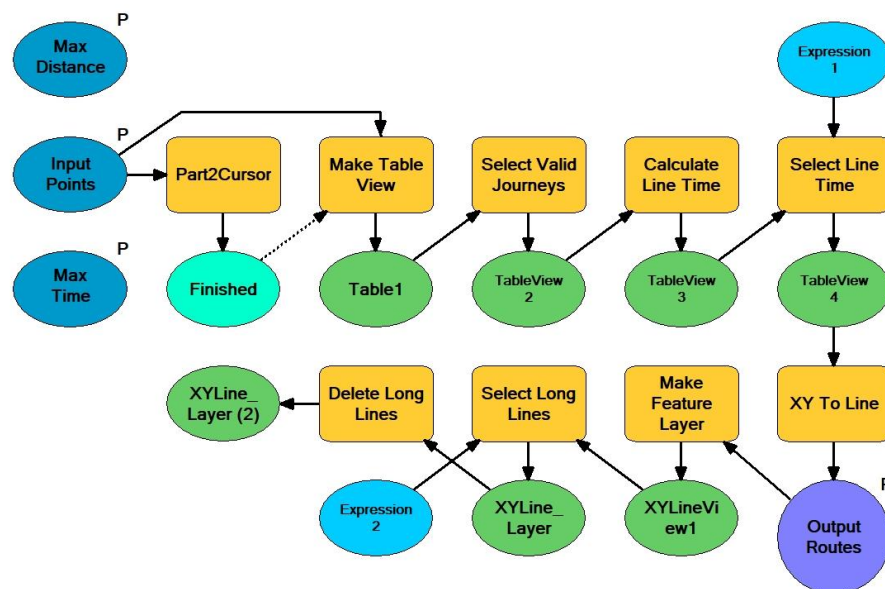 P
Max
Distance
Expression
1
P
Input
Points
Part2Cursor
Make Table
View
Select Valid
Journeys
Calculate
Line Time
Select Line
Time
P
Max
Time
Finished
Table1
TableView
2
TableView
3
TableView
4
XYLine_
Layer (2)
Delete Long
Lines
Select Long
Lines
Make
Feature
Layer
XY To Line
Expression
2
XYLine_
Layer
XYLineVi
ew1
Output
Routes